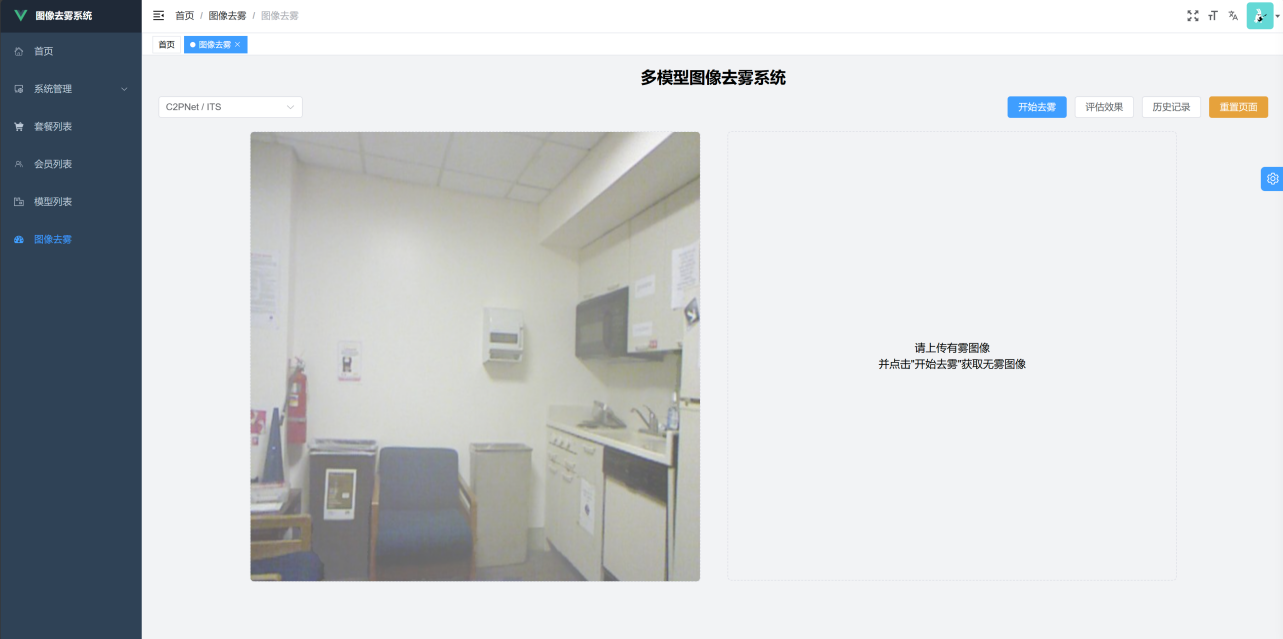 图像去雾系统
首页 / 图像去雾 / 图像去雾
首页
系统管理
套餐列表
会员列表
模型列表
图像去雾
首页
图像去雾 ×
多模型图像去雾系统
C2PNet / ITS
开始去雾
评估效果
历史记录
重置页面
请上传有雾图像
并点击"开始去雾"获取无雾图像